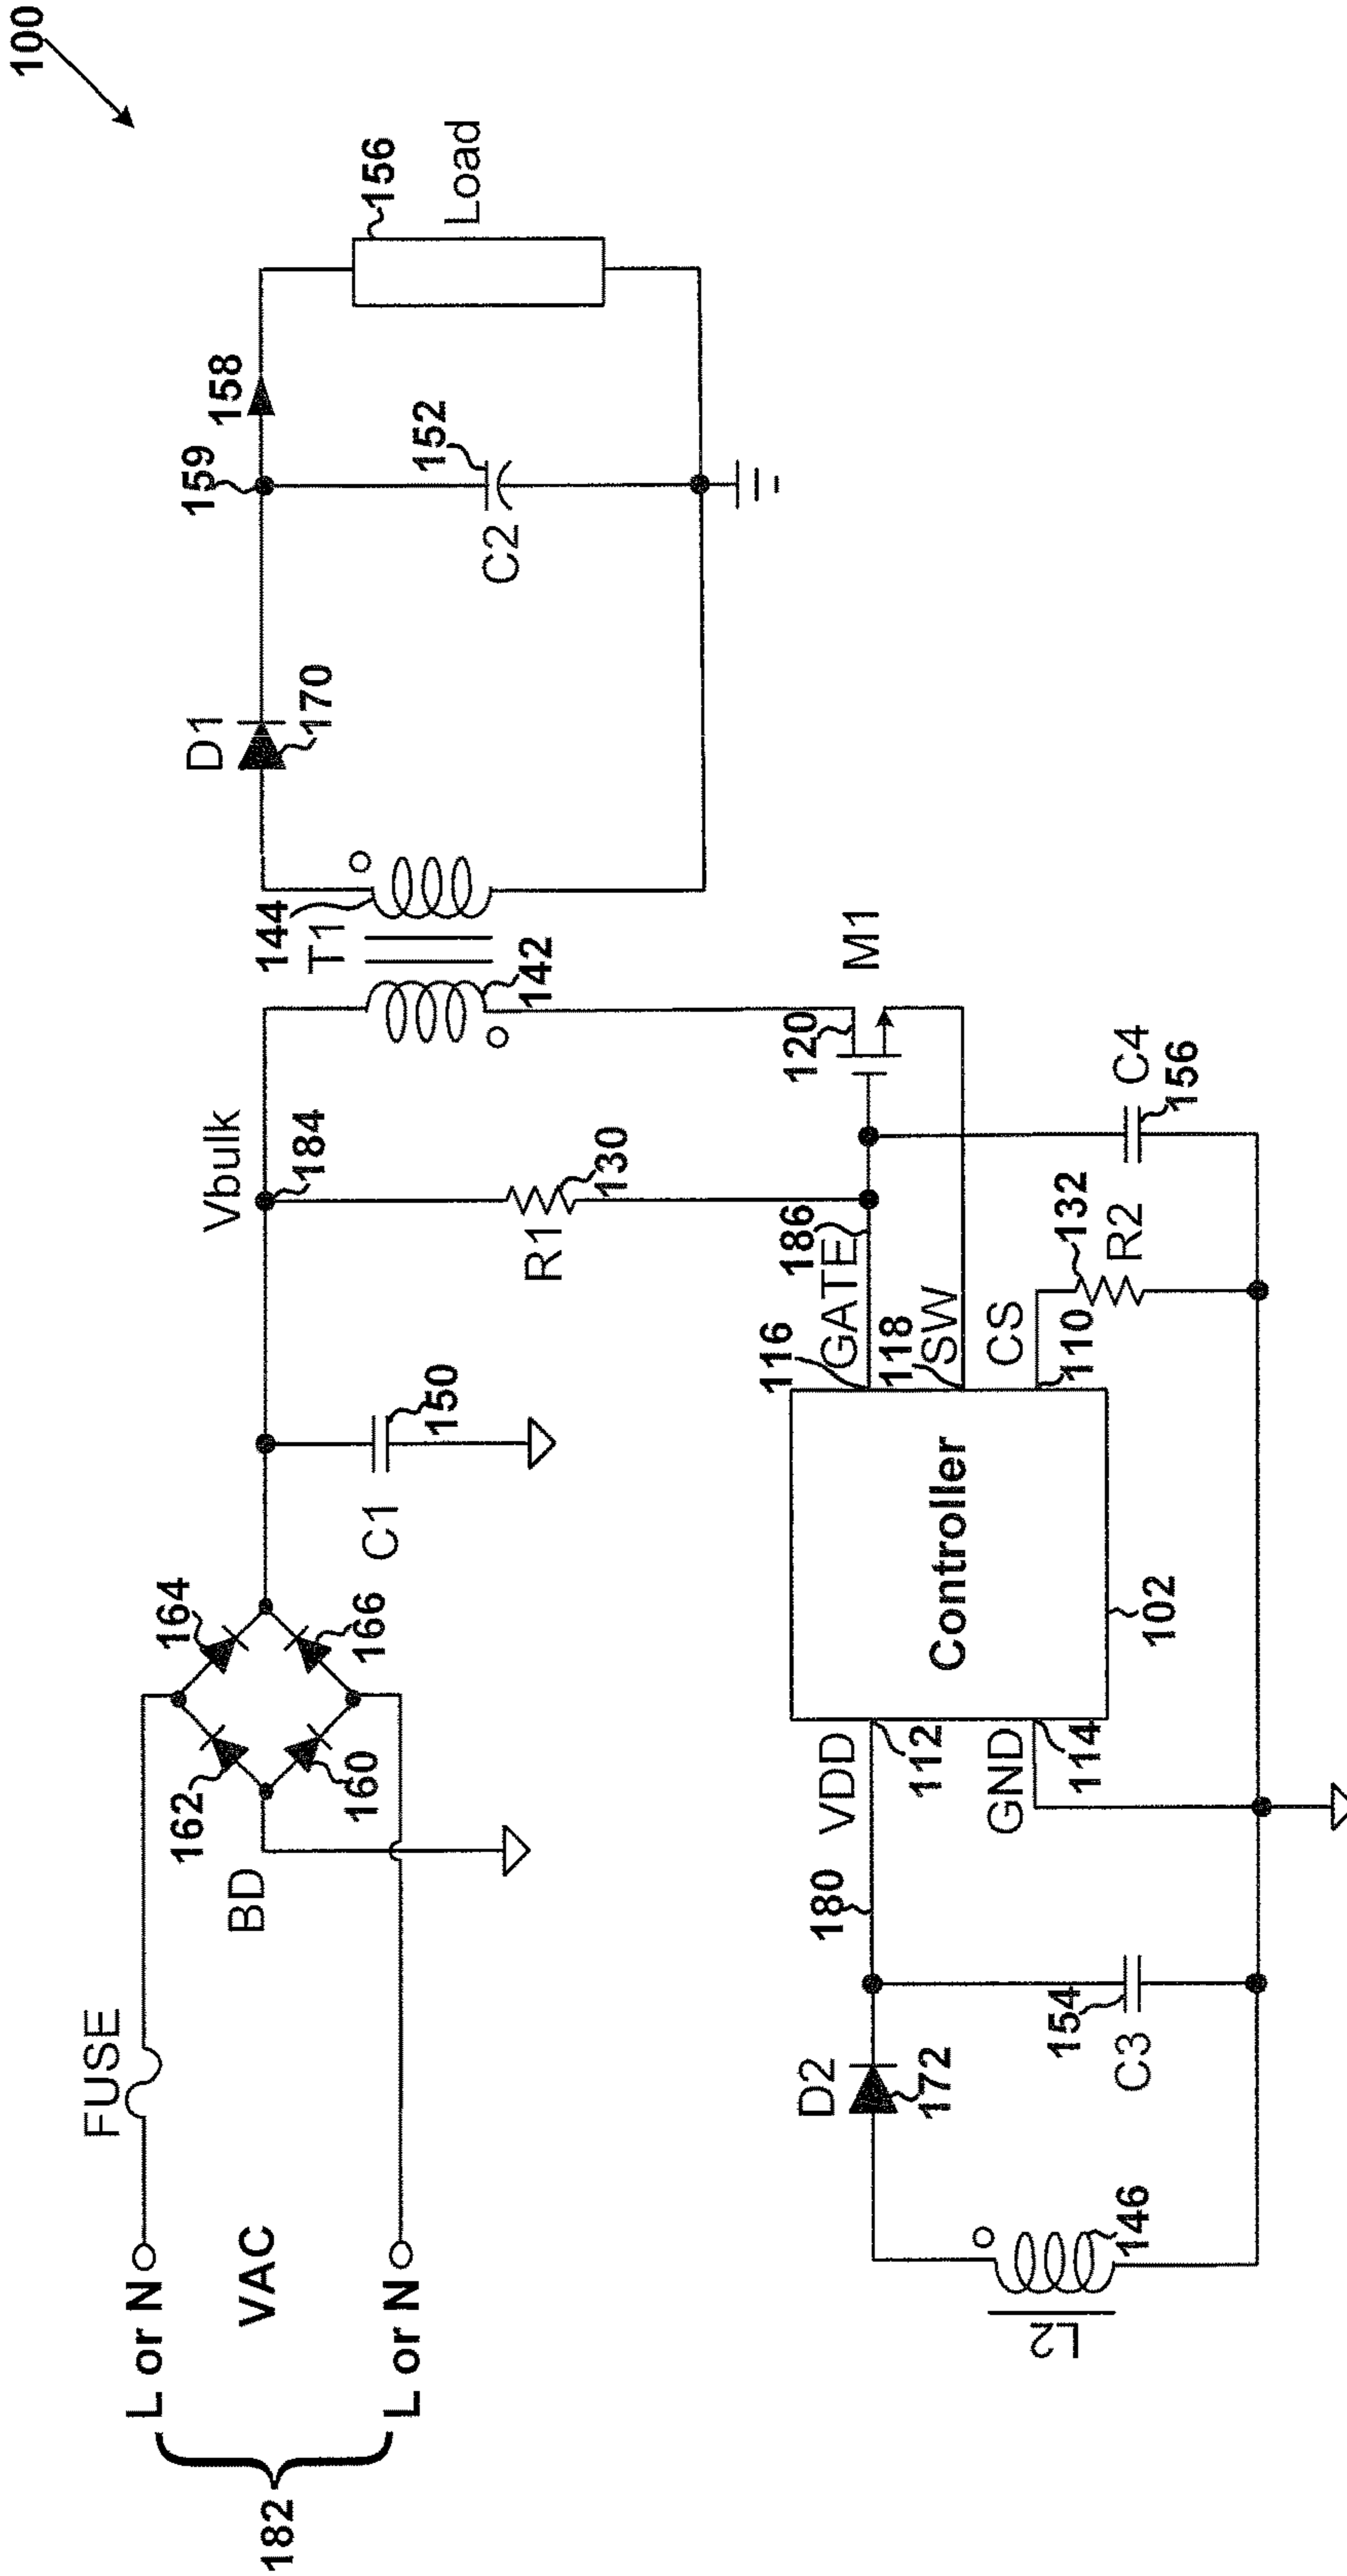 100
182
L or N
VAC
L or N
FUSE
BD
162
164
160
166
C1
150
Vbulk
184
R1
130
144
T1
142
D1
170
159
158
C2
152
156
Load
L2
146
D2
172
180
154
C3
VDD
112
GND
114
Controller
102
116
GATE
186
118
SW
CS
110
132
R2
120
M1
C4
156